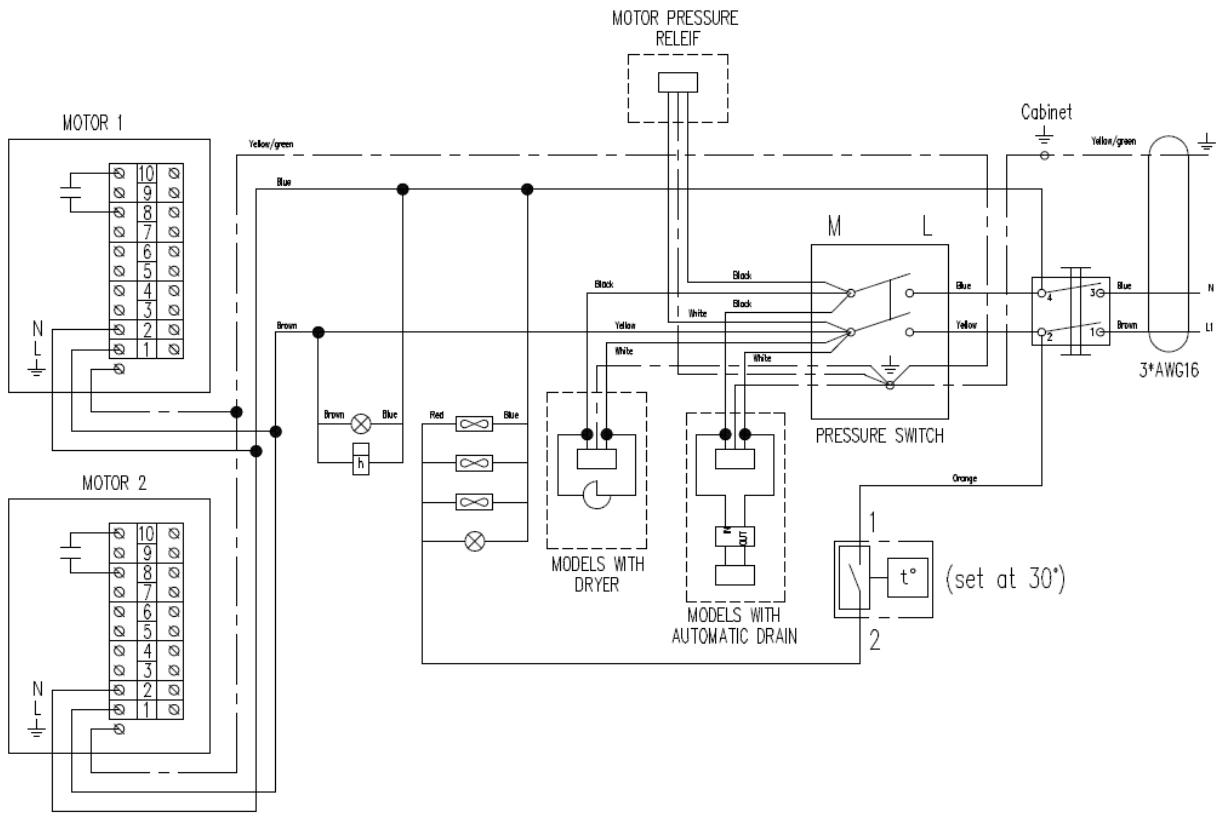 MOTOR PRESSURE
RELEIF
Cabinet
MOTOR 1
Yellow/green
Yellow/green
Blue
10
9
8
7
6
5
4
3
2
1
N
L
M
L
Black
Black
Black
White
Blue
Blue
N
4
3
Brown
Yellow
Yellow
Brown
L1
2
1
White
White
3*AWG16
PRESSURE SWITCH
Brown
Blue
h
Red
Blue
Orange
MOTOR 2
10
9
8
7
6
5
4
3
2
1
N
L
MODELS WITH
DRYER
IN
OUT
MODELS WITH
AUTOMATIC DRAIN
1
t°
(set at 30°)
2